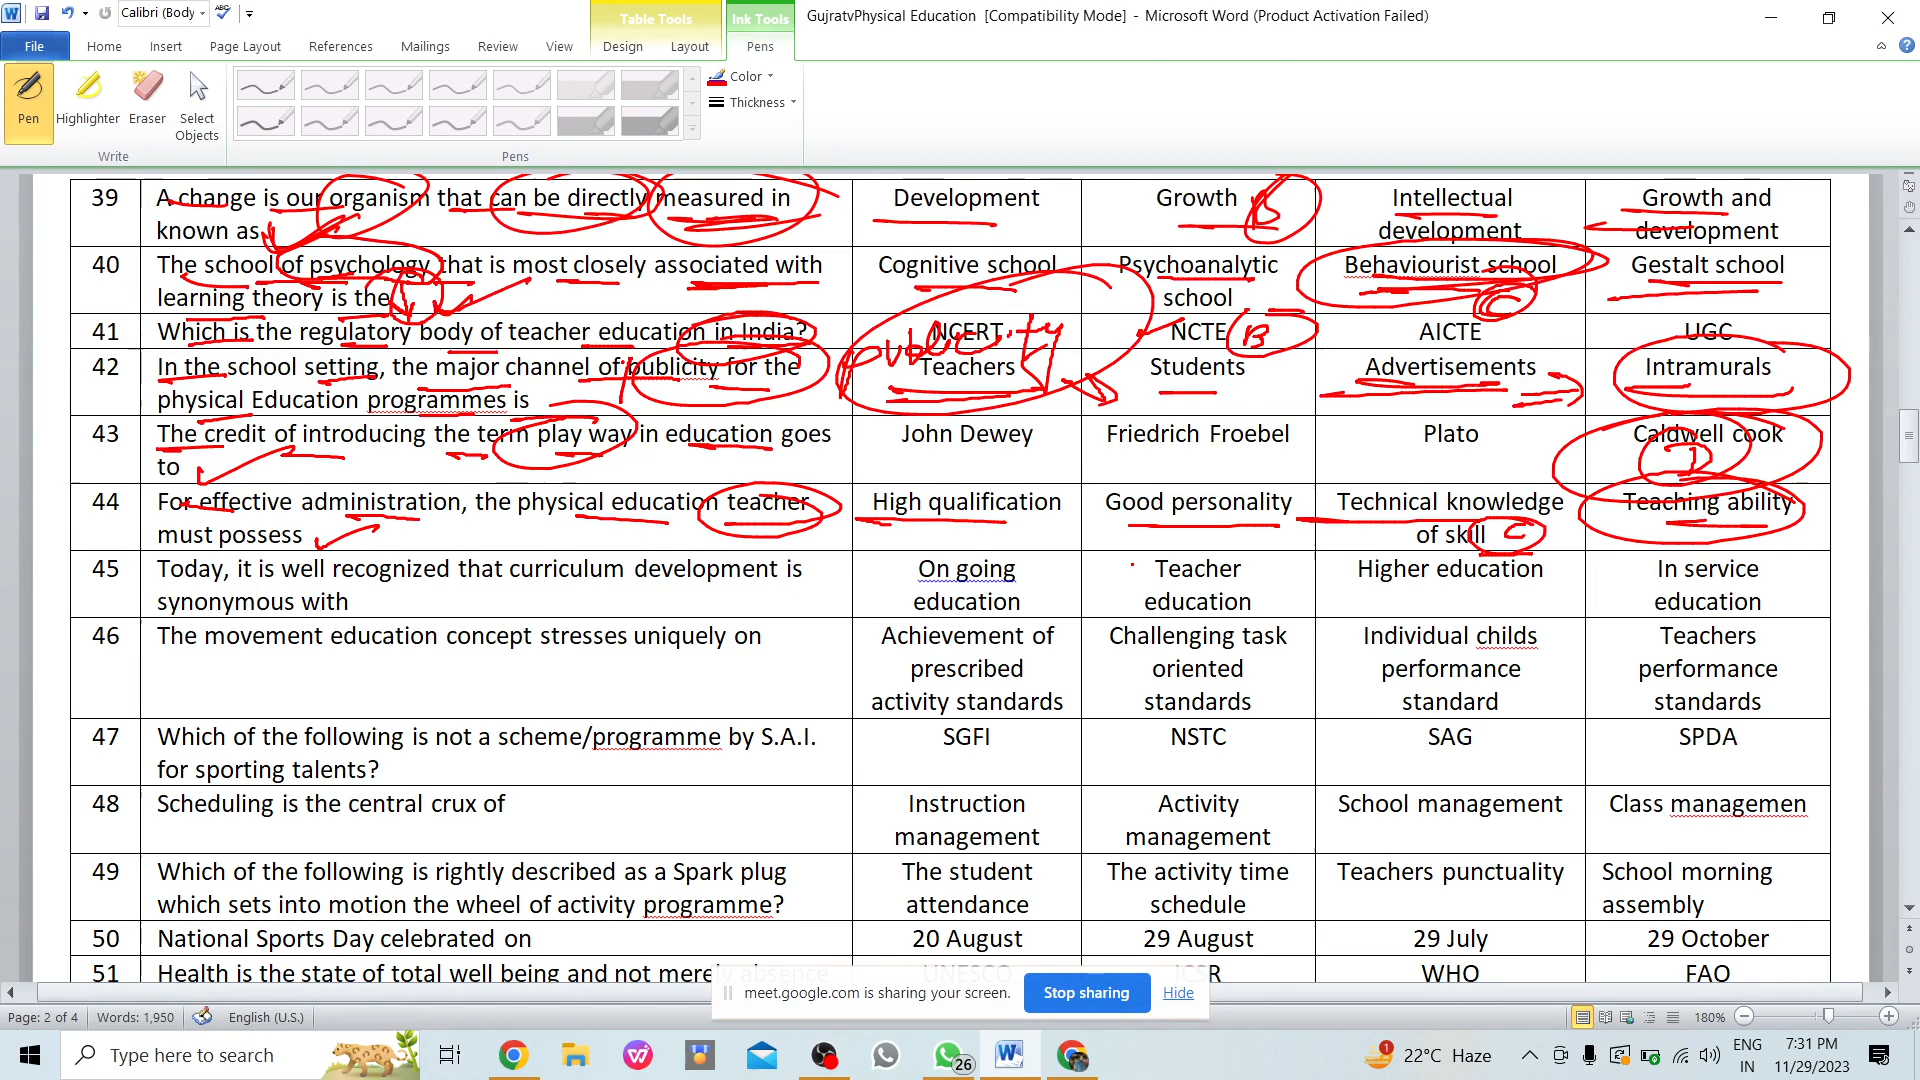 Calibri (Body
Table Tools
Ink Tools
GujratvPhysical Education [Compatibility Mode] - Microsoft Word (Product Activation Failed)
File Home Insert Page Layout References Mailings Review View Design Layout Pens
Pen Highlighter Eraser Select Objects
Color
Thickness
Write
Pens
39 A change is our organism that can be directly measured in known as Development Growth Intellectual development Growth and development
B
40 The school of psychology that is most closely associated with learning theory is the Cognitive school Psychoanalytic school Behaviourist school Gestalt school
C
41 Which is the regulatory body of teacher education in India? NCERT NCTE AICTE UGC
B
publicity
42 In the school setting, the major channel of bublicity for the physical Education programmes is Teachers Students Advertisements Intramurals
43 The credit of introducing the term play way in education goes to John Dewey Friedrich Froebel Plato Caldwell cook
D
44 For effective administration, the physical education teacher must possess High qualification Good personality Technical knowledge of skill Teaching ability
C
45 Today, it is well recognized that curriculum development is synonymous with On going education Teacher education Higher education In service education
46 The movement education concept stresses uniquely on Achievement of prescribed activity standards Challenging task oriented standards Individual childs performance standard Teachers performance standards
47 Which of the following is not a scheme/programme by S.A.I. for sporting talents? SGFI NSTC SAG SPDA
48 Scheduling is the central crux of Instruction management Activity management School management Class managemen
49 Which of the following is rightly described as a Spark plug which sets into motion the wheel of activity programme? The student attendance The activity time schedule Teachers punctuality School morning assembly
50 National Sports Day celebrated on 20 August 29 August 29 July 29 October
51 Health is the state of total well being and not merely absence UNESCO ICSR WHO FAO
meet.google.com is sharing your screen. Stop sharing Hide
Page: 2 of 4 Words: 1,950 English (U.S.) 180%
Type here to search
26
1
22°C Haze
ENG
IN
7:31 PM
11/29/2023